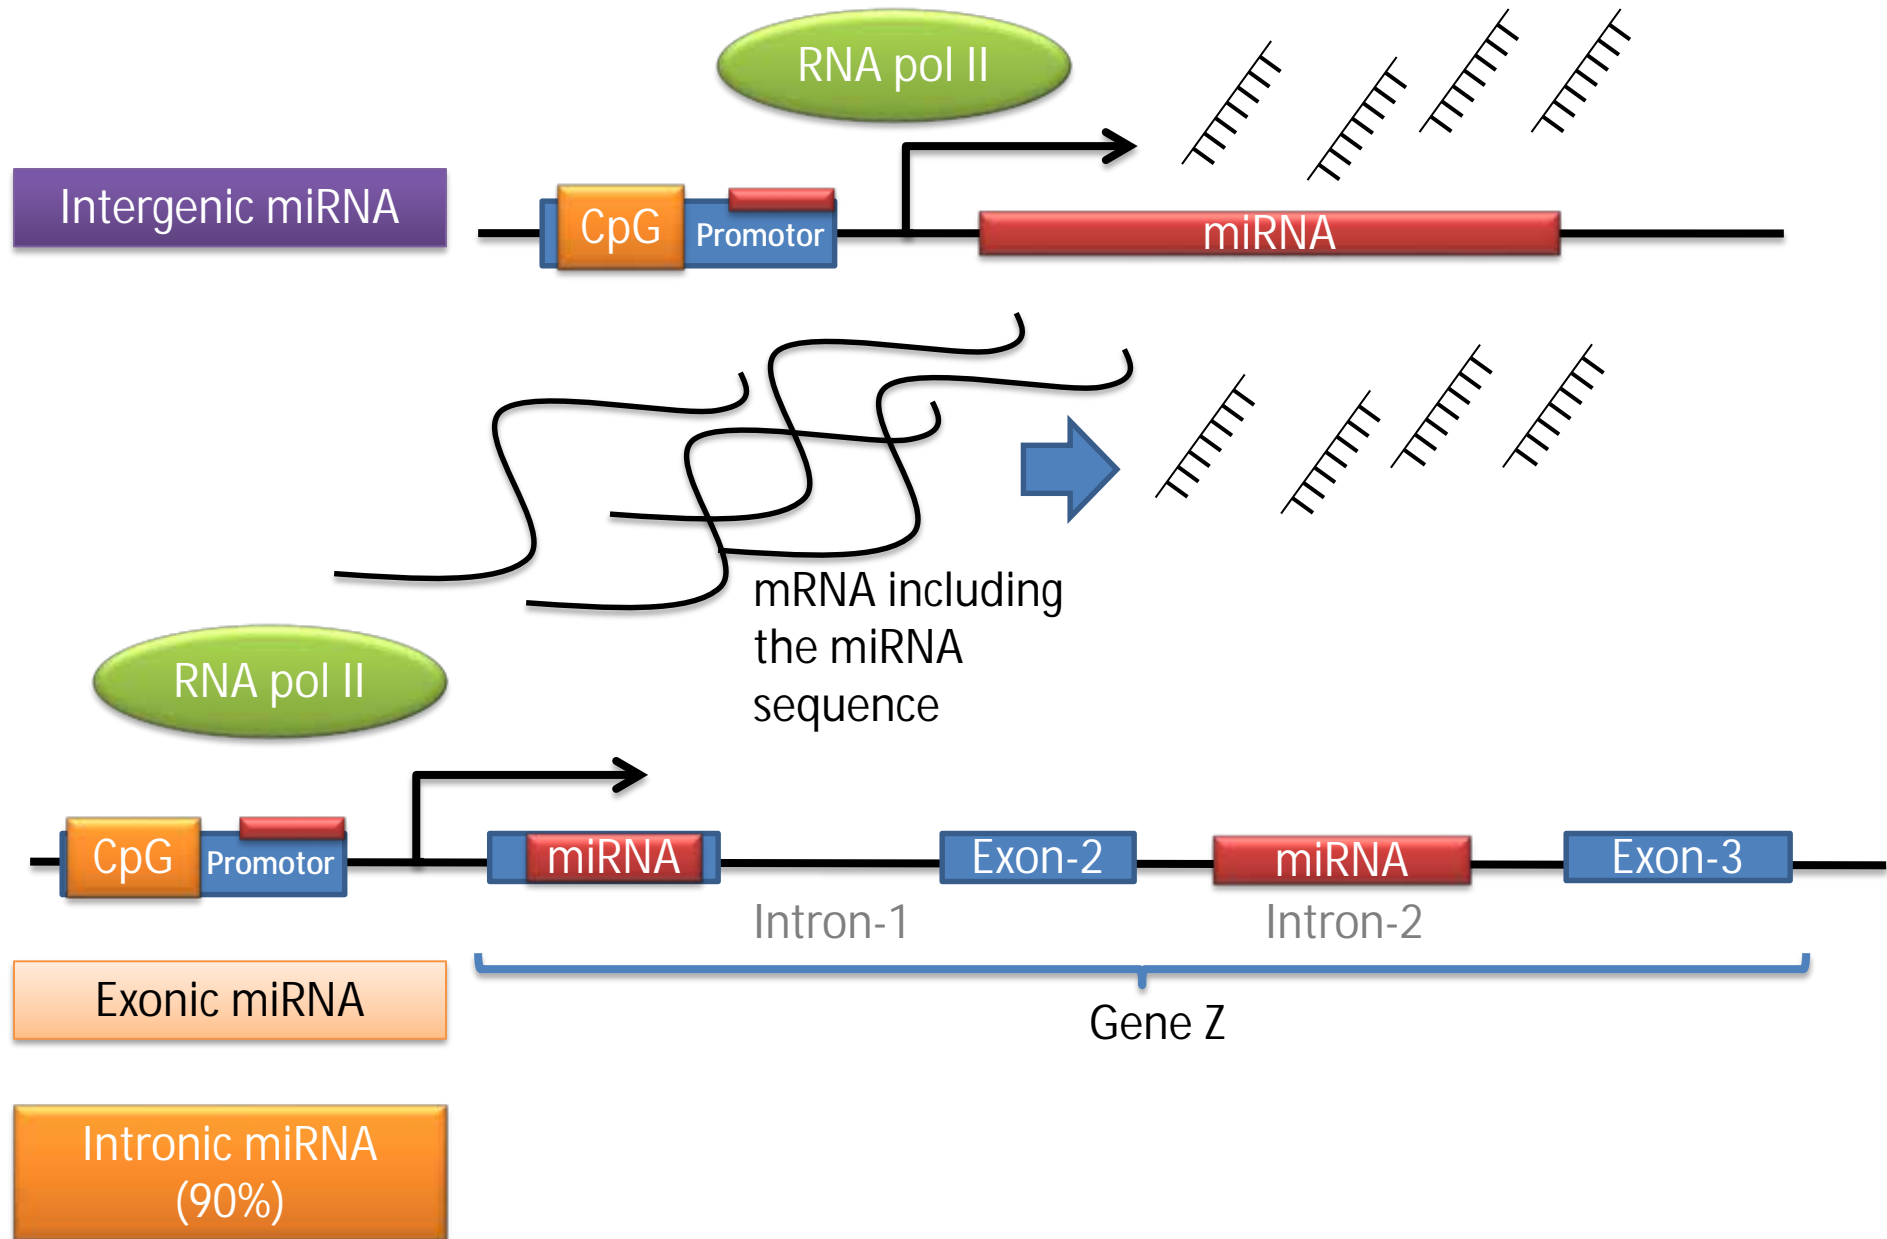 RNA pol II
Intergenic miRNA
CpG
Promotor
miRNA
mRNA including
the miRNA
sequence
RNA pol II
CpG
Promotor
miRNA
Exon-2
miRNA
Exon-3
Intron-1
Intron-2
Exonic miRNA
Gene Z
Intronic miRNA
(90%)